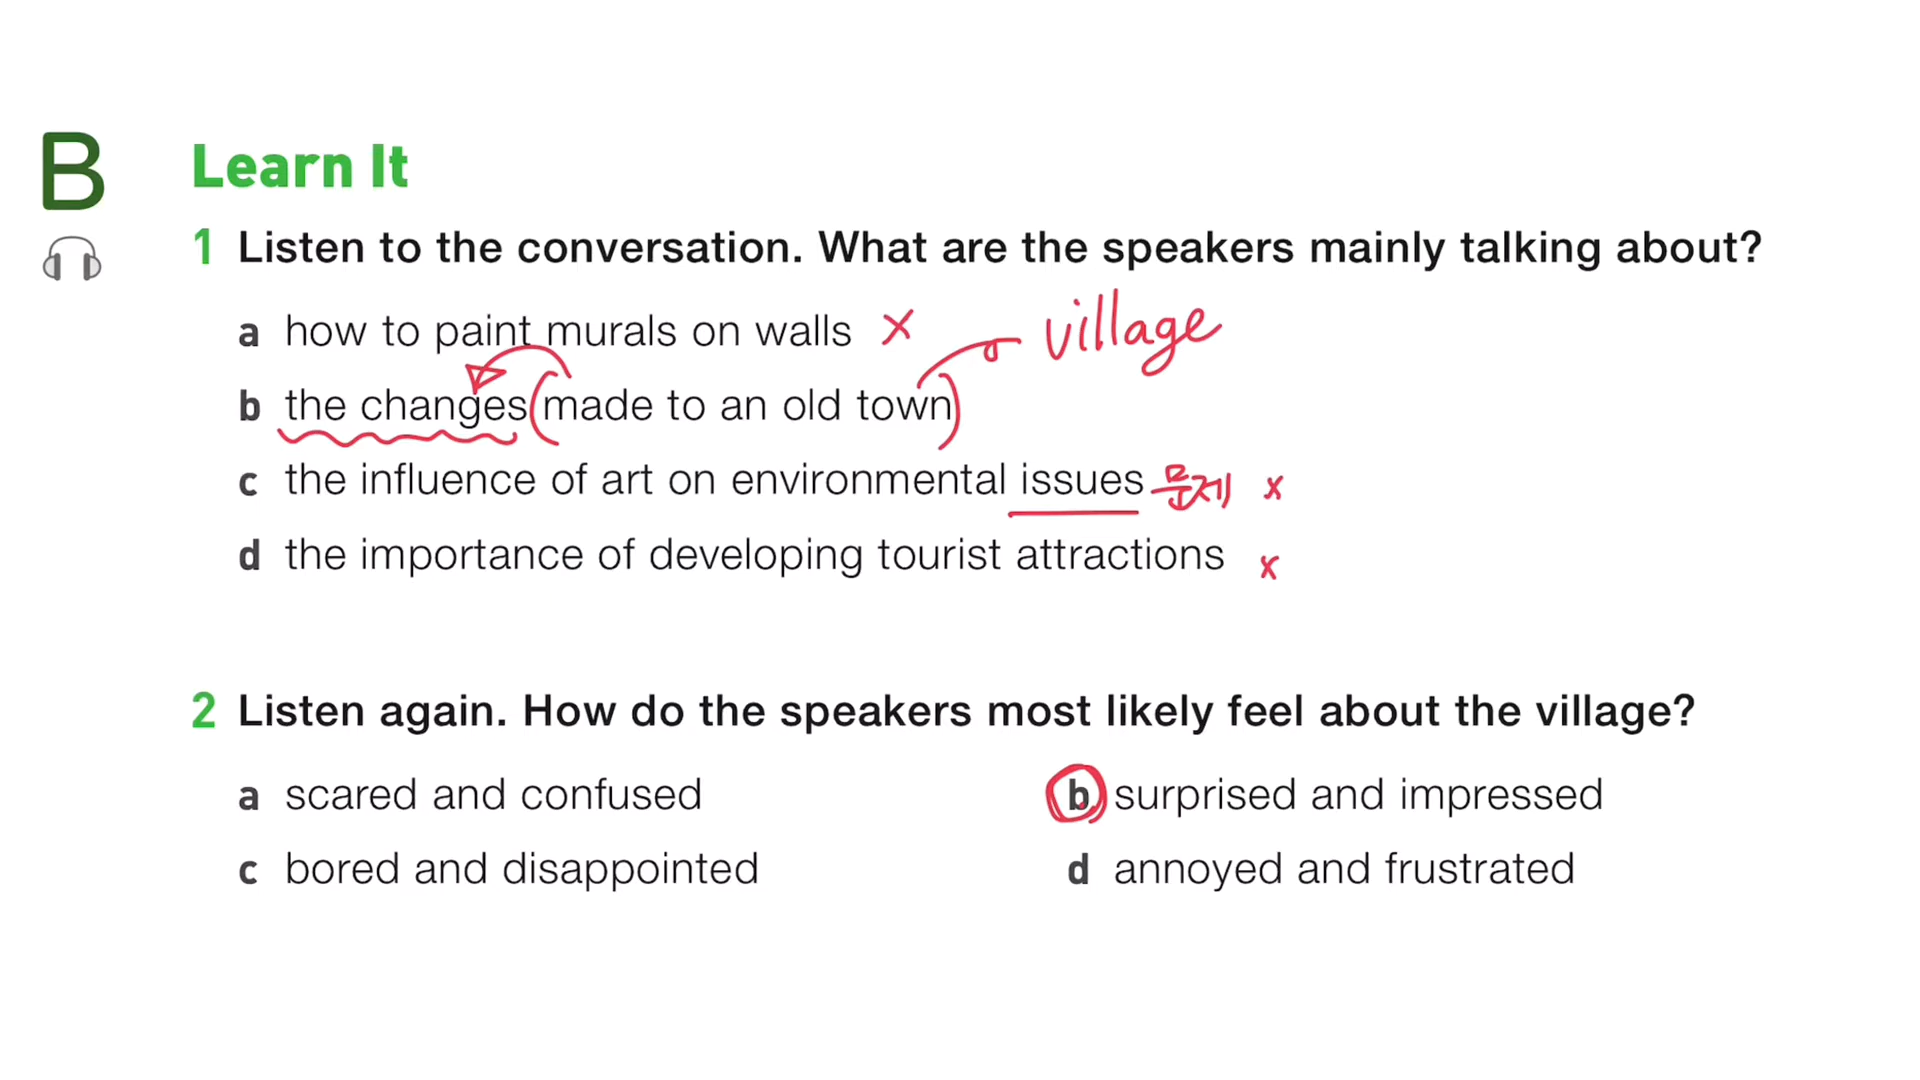 B Learn It
1 Listen to the conversation. What are the speakers mainly talking about?
a how to paint murals on walls x village
b the changes (made to an old town)
c the influence of art on environmental issues 문제 x
d the importance of developing tourist attractions x
2 Listen again. How do the speakers most likely feel about the village?
a scared and confused b surprised and impressed
c bored and disappointed d annoyed and frustrated